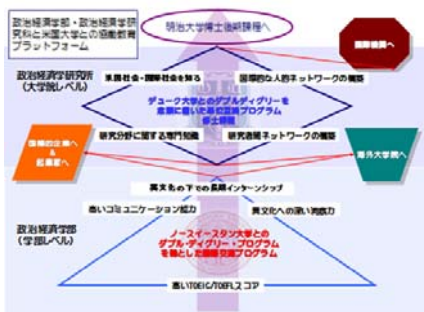 政治経済学部・政治経済学研
究科と米国大学との協働教育
プラットフォーム
明治大学博士後期課程へ
国際機関へ
政治経済学研究所
(大学院レベル)
米国社会・国際社会を知る
国際的な人的ネットワークの構築
デューク大学とのダブルディグリーを
修士課程
研究分野に関する専門知識
研究者間ネットワークの構築
国際的企業へ
&
起業家へ
海外大学院へ
異文化の下での長期インターンシップ
高いコミュニケーション能力
異文化への深い洞察力
政治経済学部
(学部レベル)
ノースイースタン大学との
ダブル・ディグリー・プログラム
を軸とした国際交流プログラム
高いTOEIC/TOEFLスコア